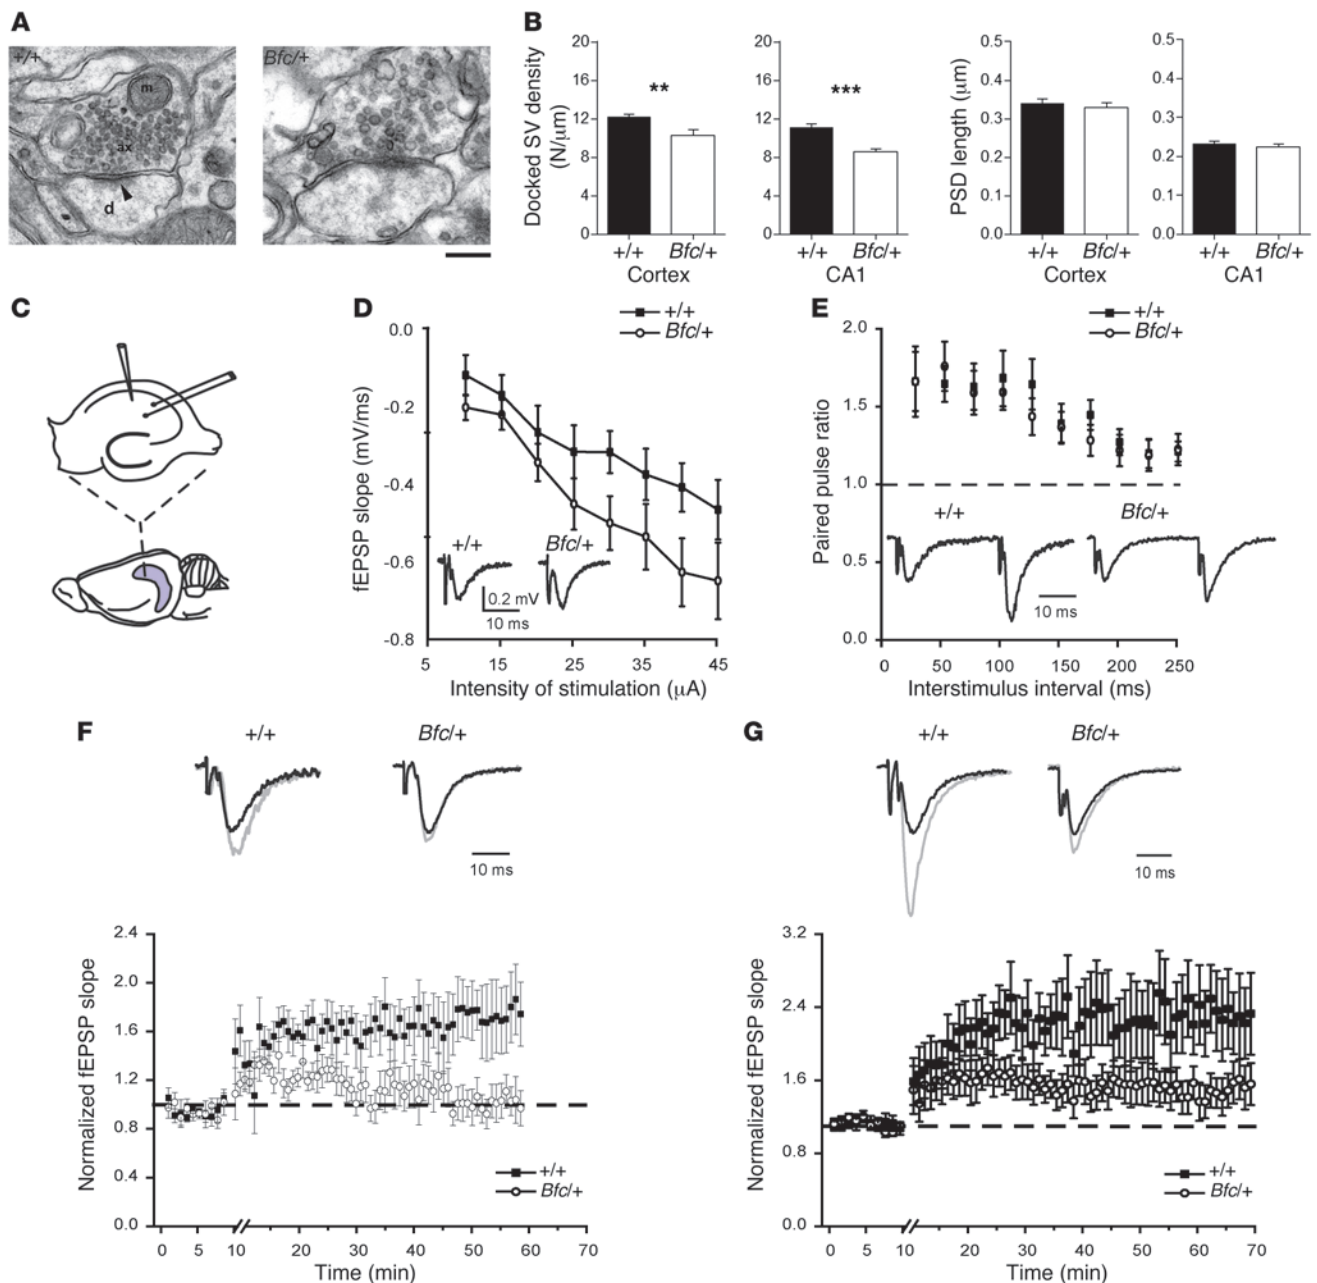 A
+/+
m
ax
d
Bfc/+
B
Docked SV density
(N/μm)
20
16
12
8
4
0
**
+/+ Bfc/+
Cortex
20
16
12
8
4
0
***
+/+ Bfc/+
CA1
PSD length (μm)
0.5
0.4
0.3
0.2
0.1
0.0
+/+ Bfc/+
Cortex
0.5
0.4
0.3
0.2
0.1
0.0
+/+ Bfc/+
CA1
C
D
+/+
Bfc/+
fEPSP slope (mV/ms)
0.0
-0.2
-0.4
-0.6
-0.8
+/+
Bfc/+
0.2 mV
10 ms
5 15 25 35 45
Intensity of stimulation (μA)
E
+/+
Bfc/+
Paired pulse ratio
2.0
1.5
1.0
0.5
0.0
+/+
Bfc/+
10 ms
0 50 100 150 200 250
Interstimulus interval (ms)
F
+/+
Bfc/+
10 ms
Normalized fEPSP slope
2.4
2.0
1.6
1.2
0.8
0.4
0.0
+/+
Bfc/+
0 5 10 20 30 40 50 60 70
Time (min)
G
+/+
Bfc/+
10 ms
Normalized fEPSP slope
3.2
2.4
1.6
0.8
0.0
+/+
Bfc/+
0 5 10 20 30 40 50 60 70
Time (min)